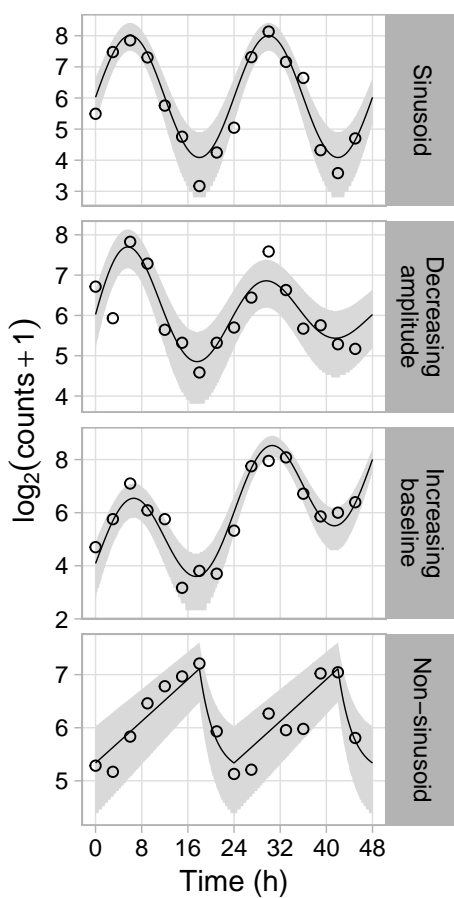 8
7
6
5
4
3
Sinusoid
8
7
6
5
4
Decreasing
amplitude
8
6
4
2
Increasing
baseline
7
6
5
Non−sinusoid
log₂(counts + 1)
0 8 16 24 32 40 48
Time (h)